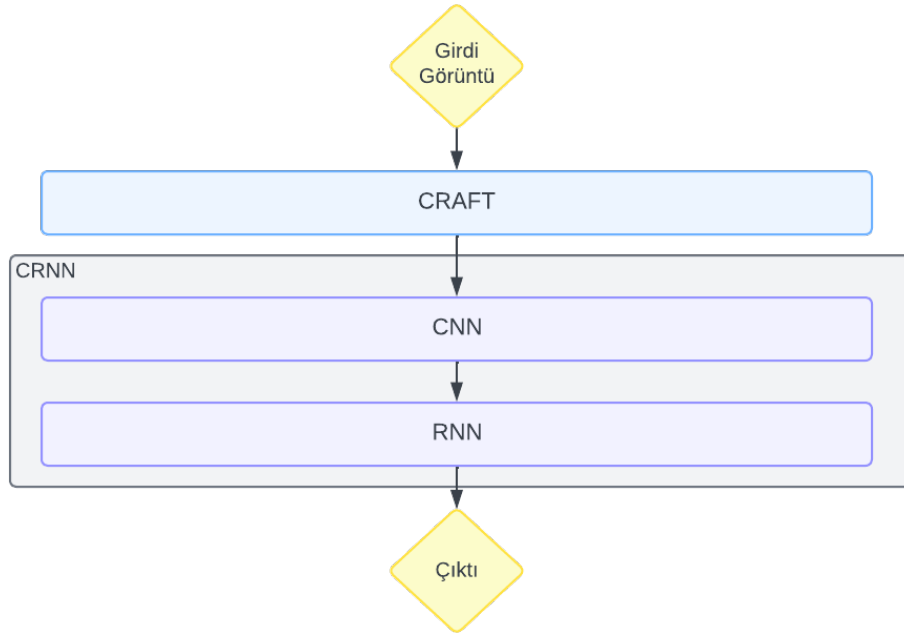 Girdi
Görüntü
CRAFT
CRNN
CNN
RNN
Çıktı